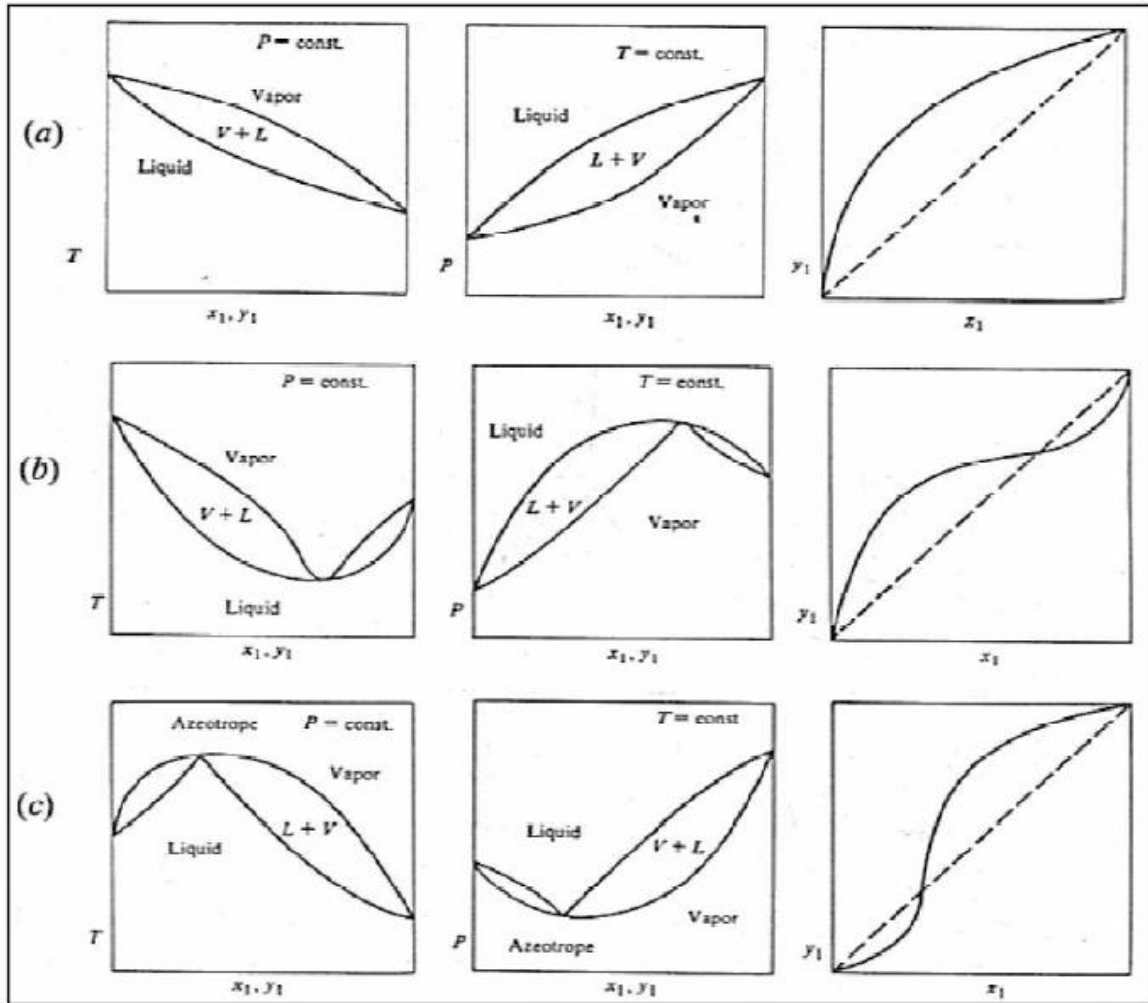 (a)
P = const.
Vapor
V + L
Liquid
T
x₁, y₁
T = const.
Liquid
L + V
Vapor
P
x₁, y₁
y₁
x₁
(b)
P = const.
Vapor
V + L
Liquid
T
x₁, y₁
T = const.
Liquid
L + V
Vapor
P
x₁, y₁
y₁
x₁
(c)
Azeotrope
P = const.
Vapor
L + V
Liquid
T
x₁, y₁
T = const
Liquid
V + L
Vapor
Azeotrope
P
x₁, y₁
y₁
x₁